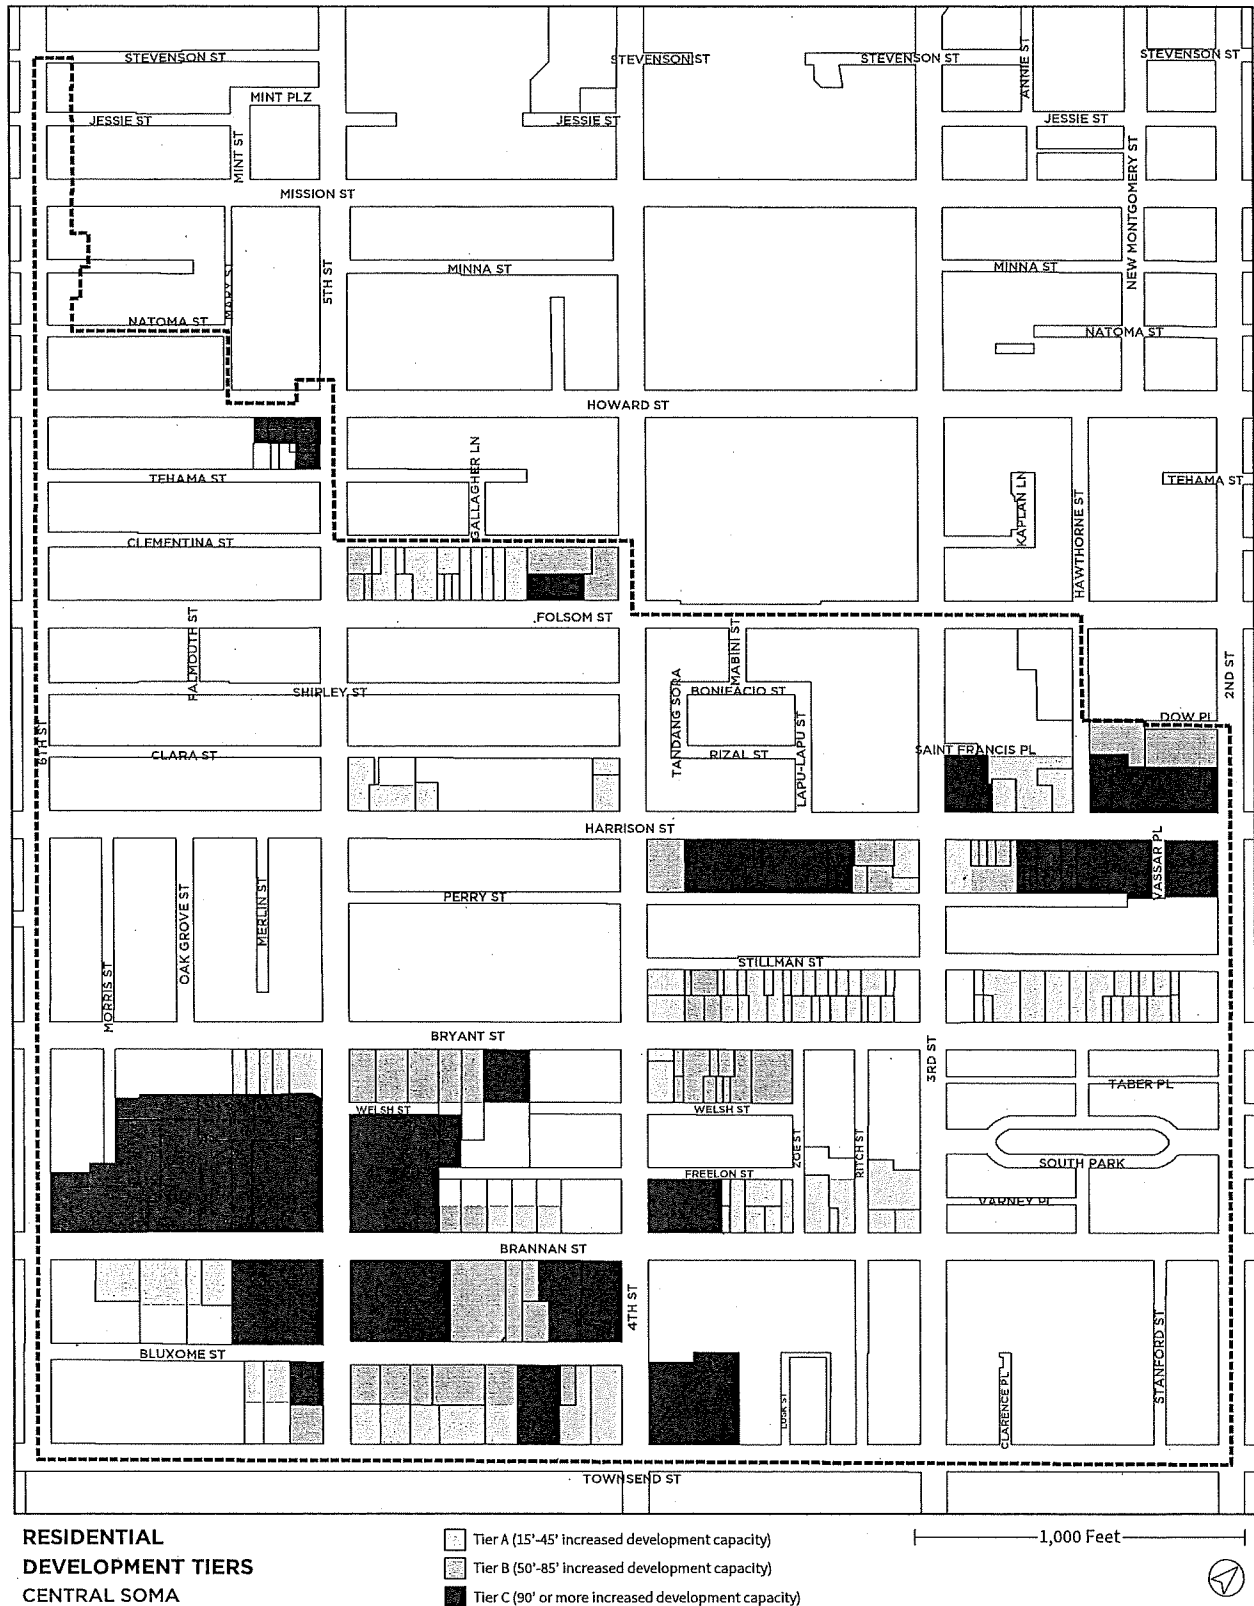 STEVENSON ST
STEVENSON ST
STEVENSON ST
STEVENSON ST
ANNIE ST
MINT PLZ
JESSIE ST
JESSIE ST
JESSIE ST
MINT ST
NEW MONTGOMERY ST
MISSION ST
MINNA ST
MINNA ST
MARY ST
5TH ST
NATOMA ST
NATOMA ST
HOWARD ST
TEHAMA ST
TEHAMA ST
GALLAGHER LN
KAPLAN LN
HAWTHORNE ST
CLEMENTINA ST
FOLSOM ST
FALMOUTH ST
MABINI ST
2ND ST
SHIPLEY ST
TANDANG SORA
BONIFACIO ST
LAPU-LAPU ST
DOW PL
6TH ST
CLARA ST
RIZAL ST
SAINT FRANCIS PL
HARRISON ST
VASSAR PL
PERRY ST
OAK GROVE ST
MERLIN ST
MORRIS ST
STILLMAN ST
BRYANT ST
3RD ST
TABER PL
WELSH ST
WELSH ST
ZOE ST
RITCH ST
SOUTH PARK
FREELON ST
VARNEY PL
BRANNAN ST
4TH ST
BLUXOME ST
LUSK ST
CLARENCE PL
STANFORD ST
TOWNSEND ST
RESIDENTIAL
DEVELOPMENT TIERS
CENTRAL SOMA
Tier A (15'-45' increased development capacity)
Tier B (50'-85' increased development capacity)
Tier C (90' or more increased development capacity)
1,000 Feet